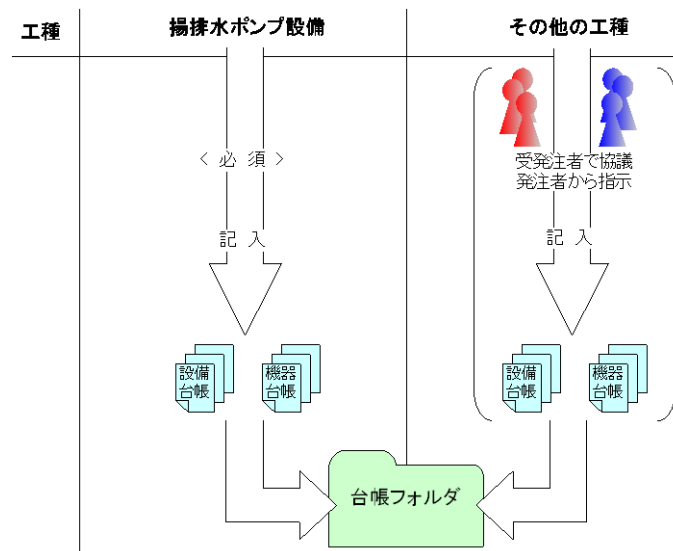 工種
揚排水ポンプ設備
その他の工種
〈 必 須 〉
受発注者で協議
発注者から指示
記 入
記 入
設備
台帳
機器
台帳
設備
台帳
機器
台帳
台帳フォルダ